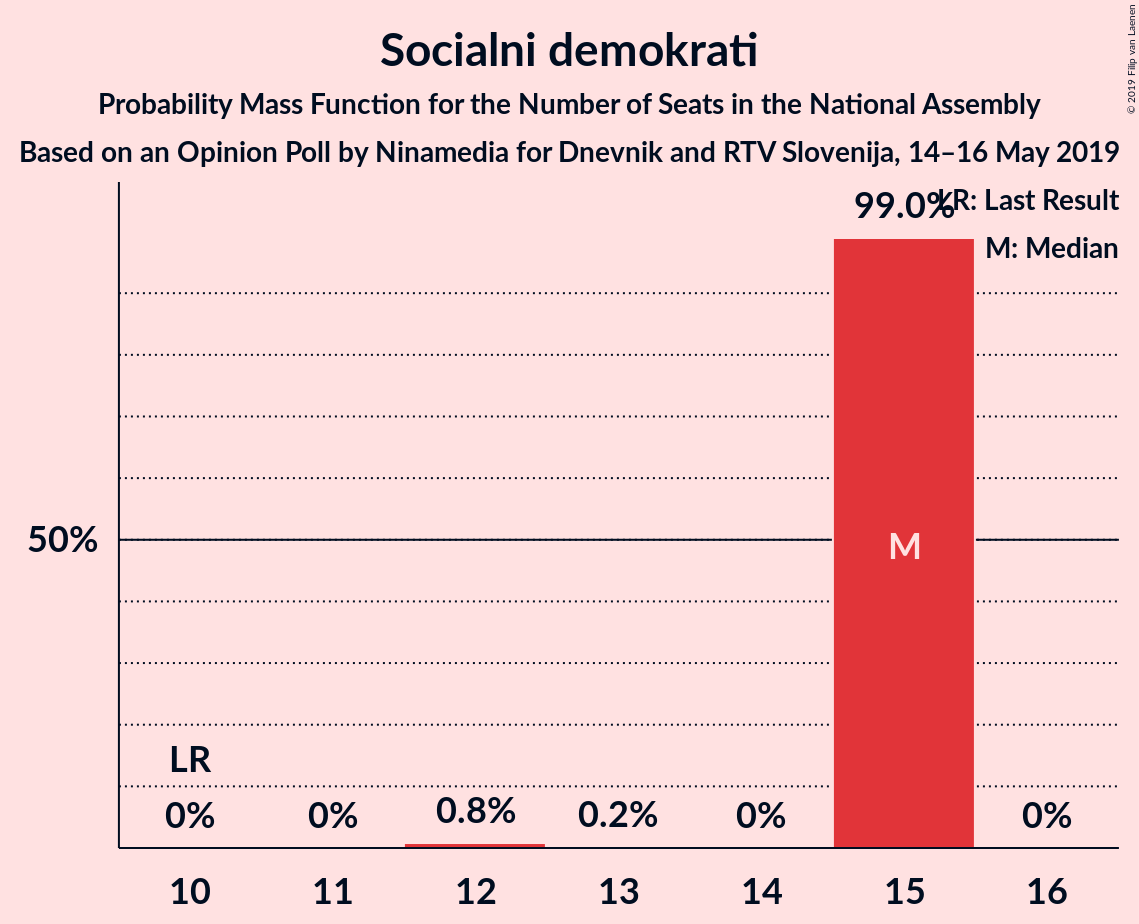 Socialni demokrati
Probability Mass Function for the Number of Seats in the National Assembly
Based on an Opinion Poll by Ninamedia for Dnevnik and RTV Slovenija, 14–16 May 2019
© 2019 Filip van Laenen
99.0%
LR: Last Result
M: Median
50%
M
LR
0% 0% 0.8% 0.2% 0% 0%
10 11 12 13 14 15 16